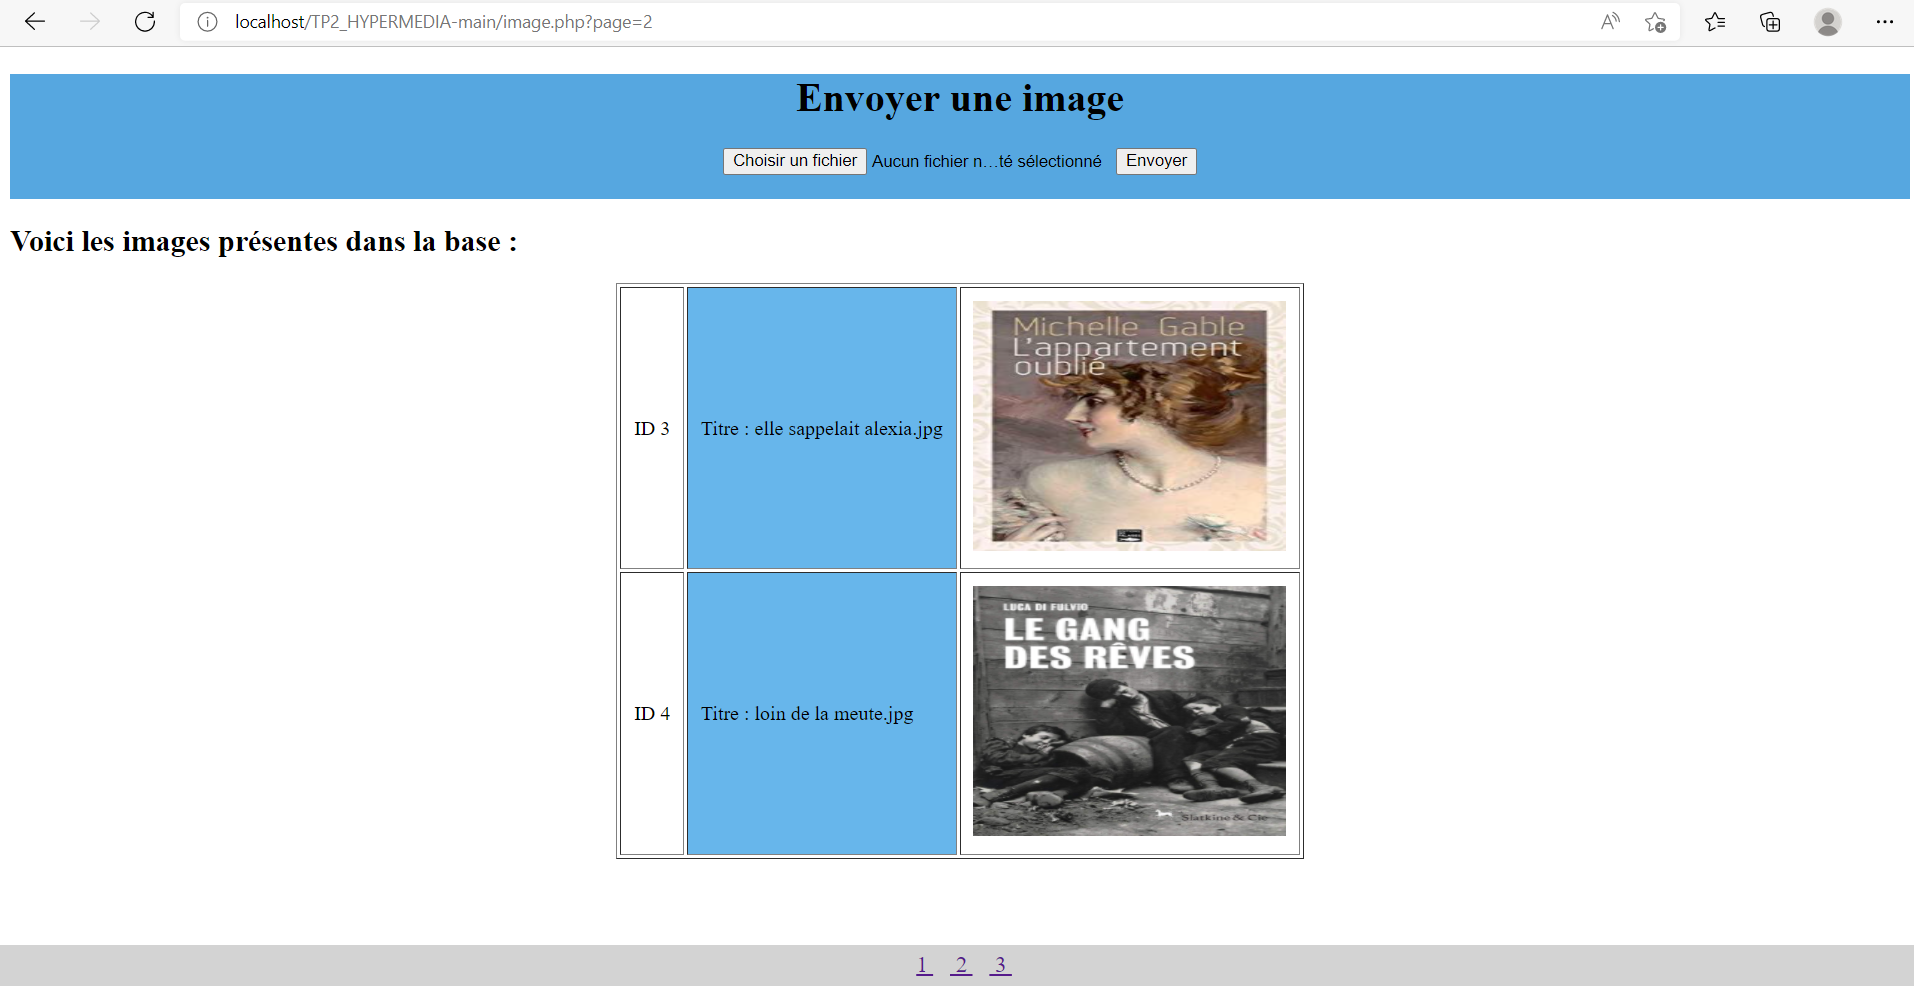 localhost/TP2_HYPERMEDIA-main/image.php?page=2
Envoyer une image
Choisir un fichier Aucun fichier n...té sélectionné Envoyer
Voici les images présentes dans la base :
ID 3
Titre : elle sappelait alexia.jpg
Michelle Gable
L'appartement
oublié
ID 4
Titre : loin de la meute.jpg
LUCA DI FULVIO
LE GANG
DES RÊVES
Slatkine & Cie
1 2 3